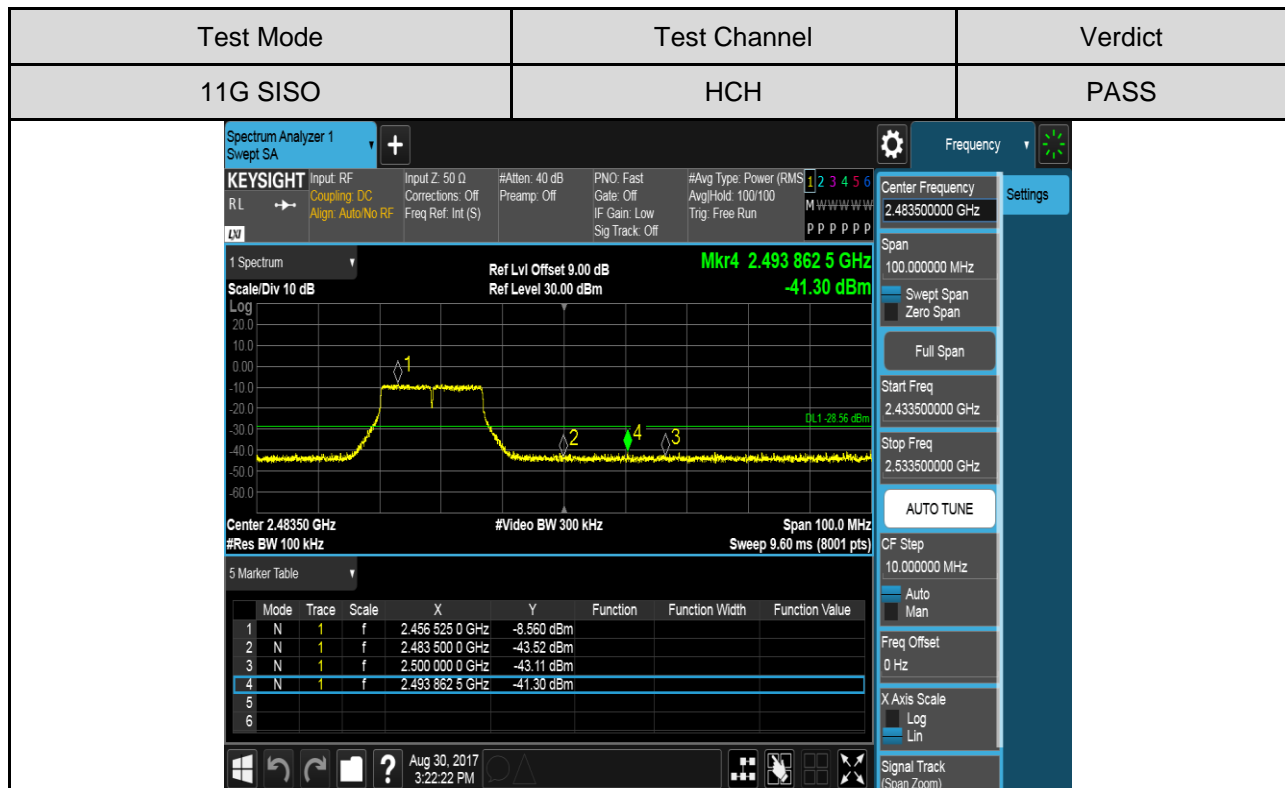 Test Mode Test Channel Verdict
11G SISO HCH PASS
Spectrum Analyzer 1
Swept SA
+
Frequency
KEYSIGHT Input: RF Input Z: 50 Ω #Atten: 40 dB PNO: Fast #Avg Type: Power (RMS 1 2 3 4 5 6
RL Coupling: DC Corrections: Off Preamp: Off Gate: Off Avg|Hold: 100/100 M W W W W W
Align: Auto/No RF Freq Ref: Int (S) IF Gain: Low Trig: Free Run
LXI Sig Track: Off P P P P P P
1 Spectrum
Ref Lvl Offset 9.00 dB Mkr4 2.493 862 5 GHz
Scale/Div 10 dB Ref Level 30.00 dBm -41.30 dBm
Log
20.0
10.0
0.00
-10.0
-20.0
-30.0
-40.0
-50.0
-60.0
1
DL1 -28.56 dBm
2 4 3
Center 2.48350 GHz #Video BW 300 kHz Span 100.0 MHz
#Res BW 100 kHz Sweep 9.60 ms (8001 pts)
5 Marker Table
Mode Trace Scale X Y Function Function Width Function Value
1 N 1 f 2.456 525 0 GHz -8.560 dBm
2 N 1 f 2.483 500 0 GHz -43.52 dBm
3 N 1 f 2.500 000 0 GHz -43.11 dBm
4 N 1 f 2.493 862 5 GHz -41.30 dBm
5
6
? Aug 30, 2017
3:22:22 PM
Center Frequency
2.483500000 GHz
Settings
Span
100.000000 MHz
Swept Span
Zero Span
Full Span
Start Freq
2.433500000 GHz
Stop Freq
2.533500000 GHz
AUTO TUNE
CF Step
10.000000 MHz
Auto
Man
Freq Offset
0 Hz
X Axis Scale
Log
Lin
Signal Track
(Span Zoom)